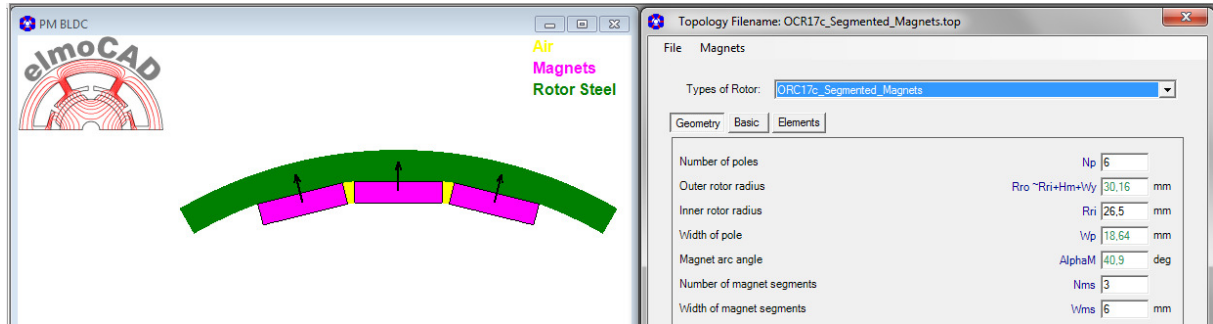 PM BLDC
elmoCAD
Air
Magnets
Rotor Steel
Topology Filename: OCR17c_Segmented_Magnets.top
File Magnets
Types of Rotor: ORC17c_Segmented_Magnets
Geometry Basic Elements
Number of poles Np 6
Outer rotor radius Rro ~Rri+Hm+Wy 30,16 mm
Inner rotor radius Rri 26,5 mm
Width of pole Wp 18,64 mm
Magnet arc angle AlphaM 40,9 deg
Number of magnet segments Nms 3
Width of magnet segments Wms 6 mm